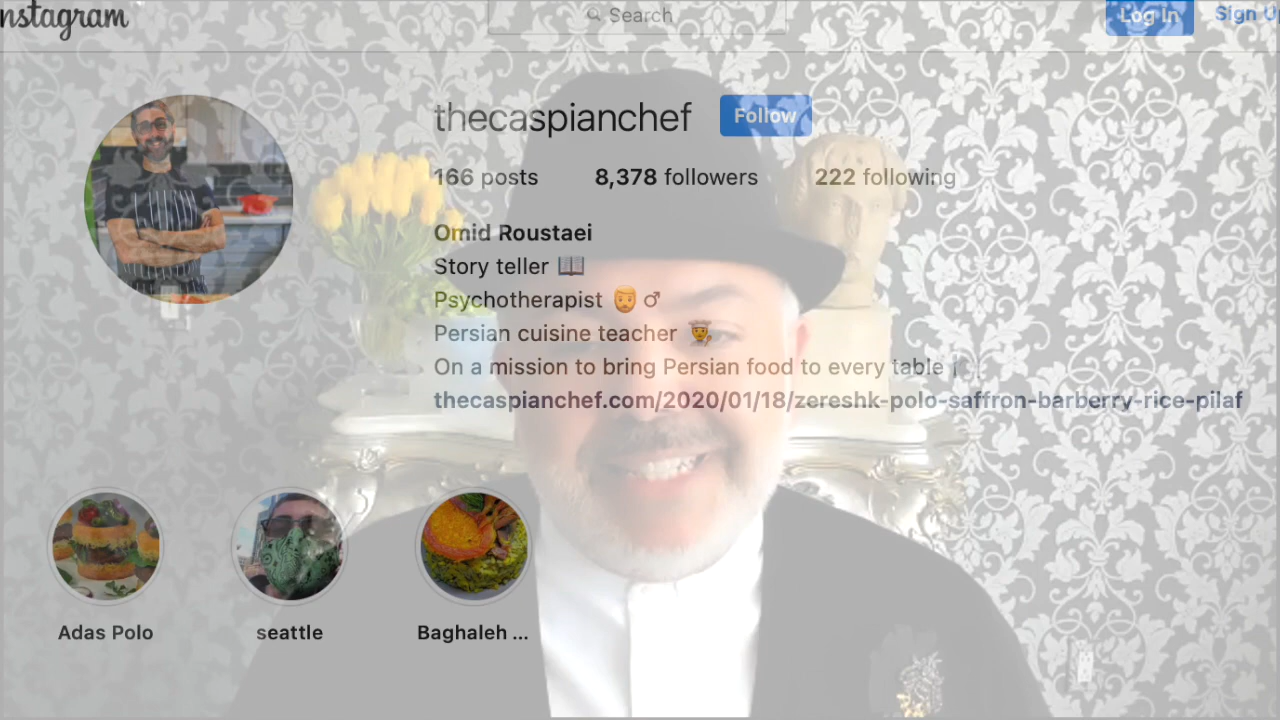 nstagram
Search
Log In
Sign U
thecaspianchef
Follow
166 posts
8,378 followers
222 following
Omid Roustaei
Story teller 📖
Psychotherapist 🧔♂
Persian cuisine teacher 👨‍🍳
On a mission to bring Persian food to every table
thecaspianchef.com/2020/01/18/zereshk-polo-saffron-barberry-rice-pilaf
Adas Polo
seattle
Baghaleh ...